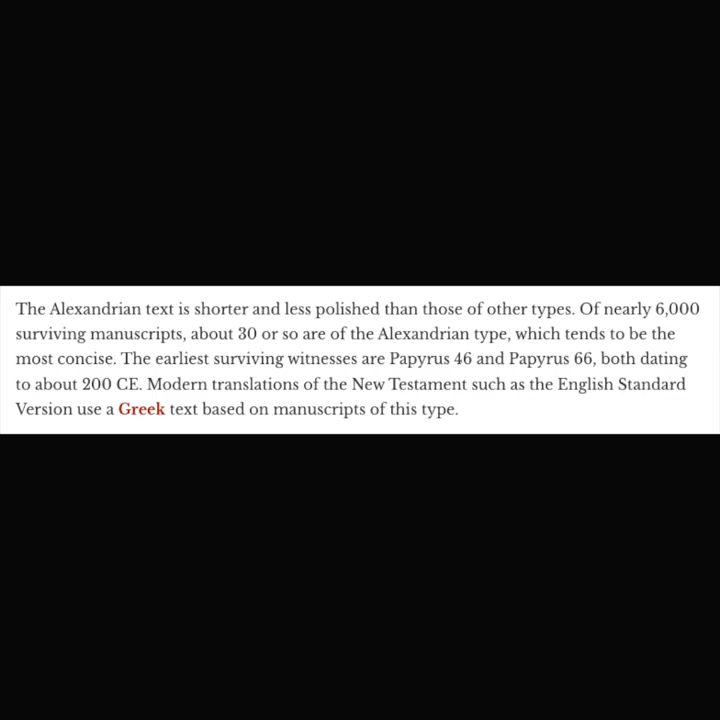 The Alexandrian text is shorter and less polished than those of other types. Of nearly 6,000
surviving manuscripts, about 30 or so are of the Alexandrian type, which tends to be the
most concise. The earliest surviving witnesses are Papyrus 46 and Papyrus 66, both dating
to about 200 CE. Modern translations of the New Testament such as the English Standard
Version use a Greek text based on manuscripts of this type.